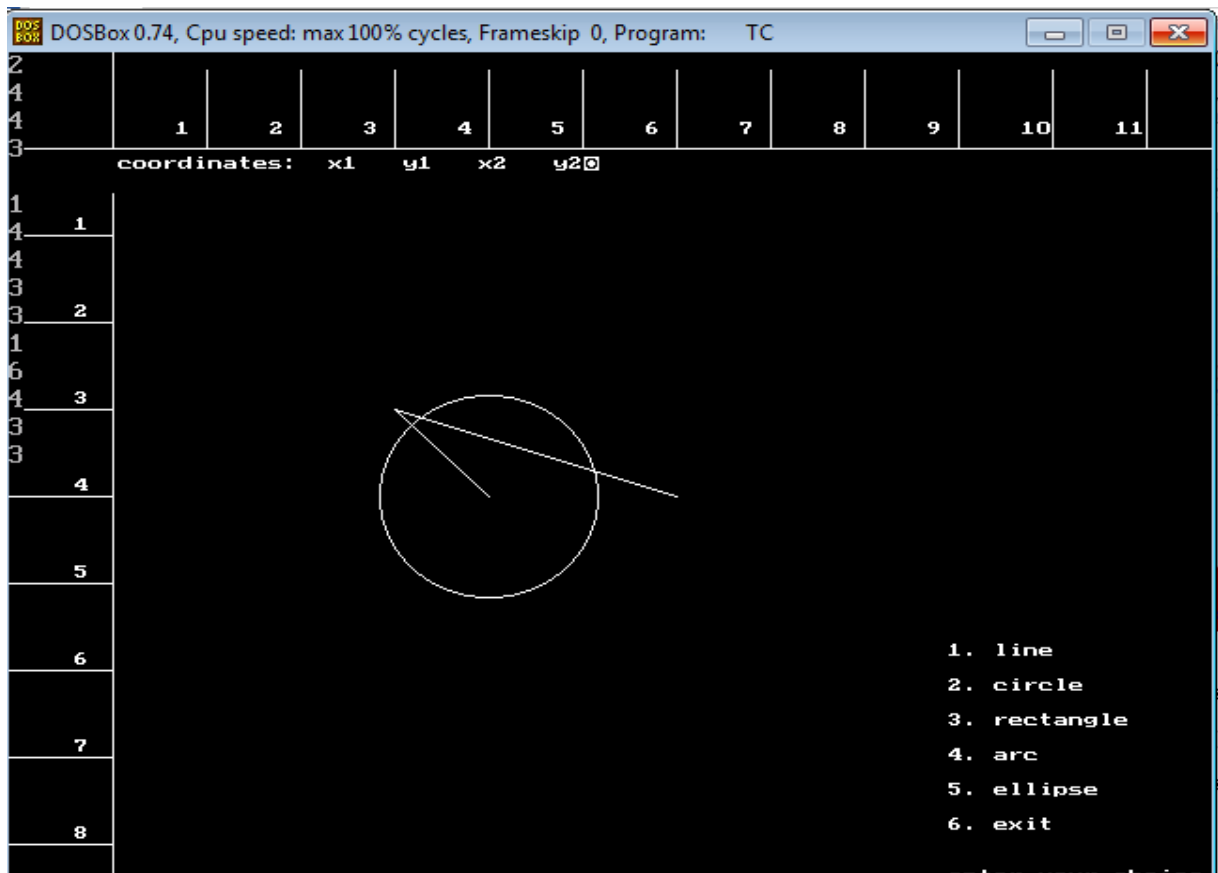 DOSBox 0.74, Cpu speed: max 100% cycles, Frameskip 0, Program: TC
2
4
4
1 2 3 4 5 6 7 8 9 10 11
3
coordinates: x1 y1 x2 y2
1
1
4
4
3
2
3
1
6
3
4
3
3
4
5
6
7
8
1. line
2. circle
3. rectangle
4. arc
5. ellipse
6. exit